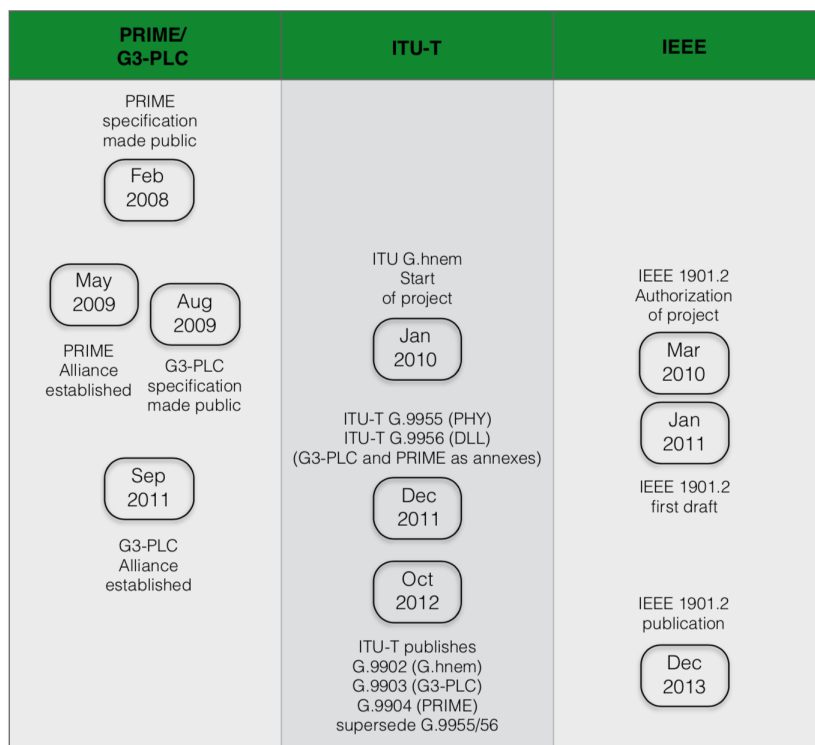 PRIME/
G3-PLC
ITU-T
IEEE
PRIME
specification
made public
Feb
2008
May
2009
PRIME
Alliance
established
Aug
2009
G3-PLC
specification
made public
Sep
2011
G3-PLC
Alliance
established
ITU G.hnem
Start
of project
Jan
2010
ITU-T G.9955 (PHY)
ITU-T G.9956 (DLL)
(G3-PLC and PRIME as annexes)
Dec
2011
Oct
2012
ITU-T publishes
G.9902 (G.hnem)
G.9903 (G3-PLC)
G.9904 (PRIME)
supersede G.9955/56
IEEE 1901.2
Authorization
of project
Mar
2010
Jan
2011
IEEE 1901.2
first draft
IEEE 1901.2
publication
Dec
2013